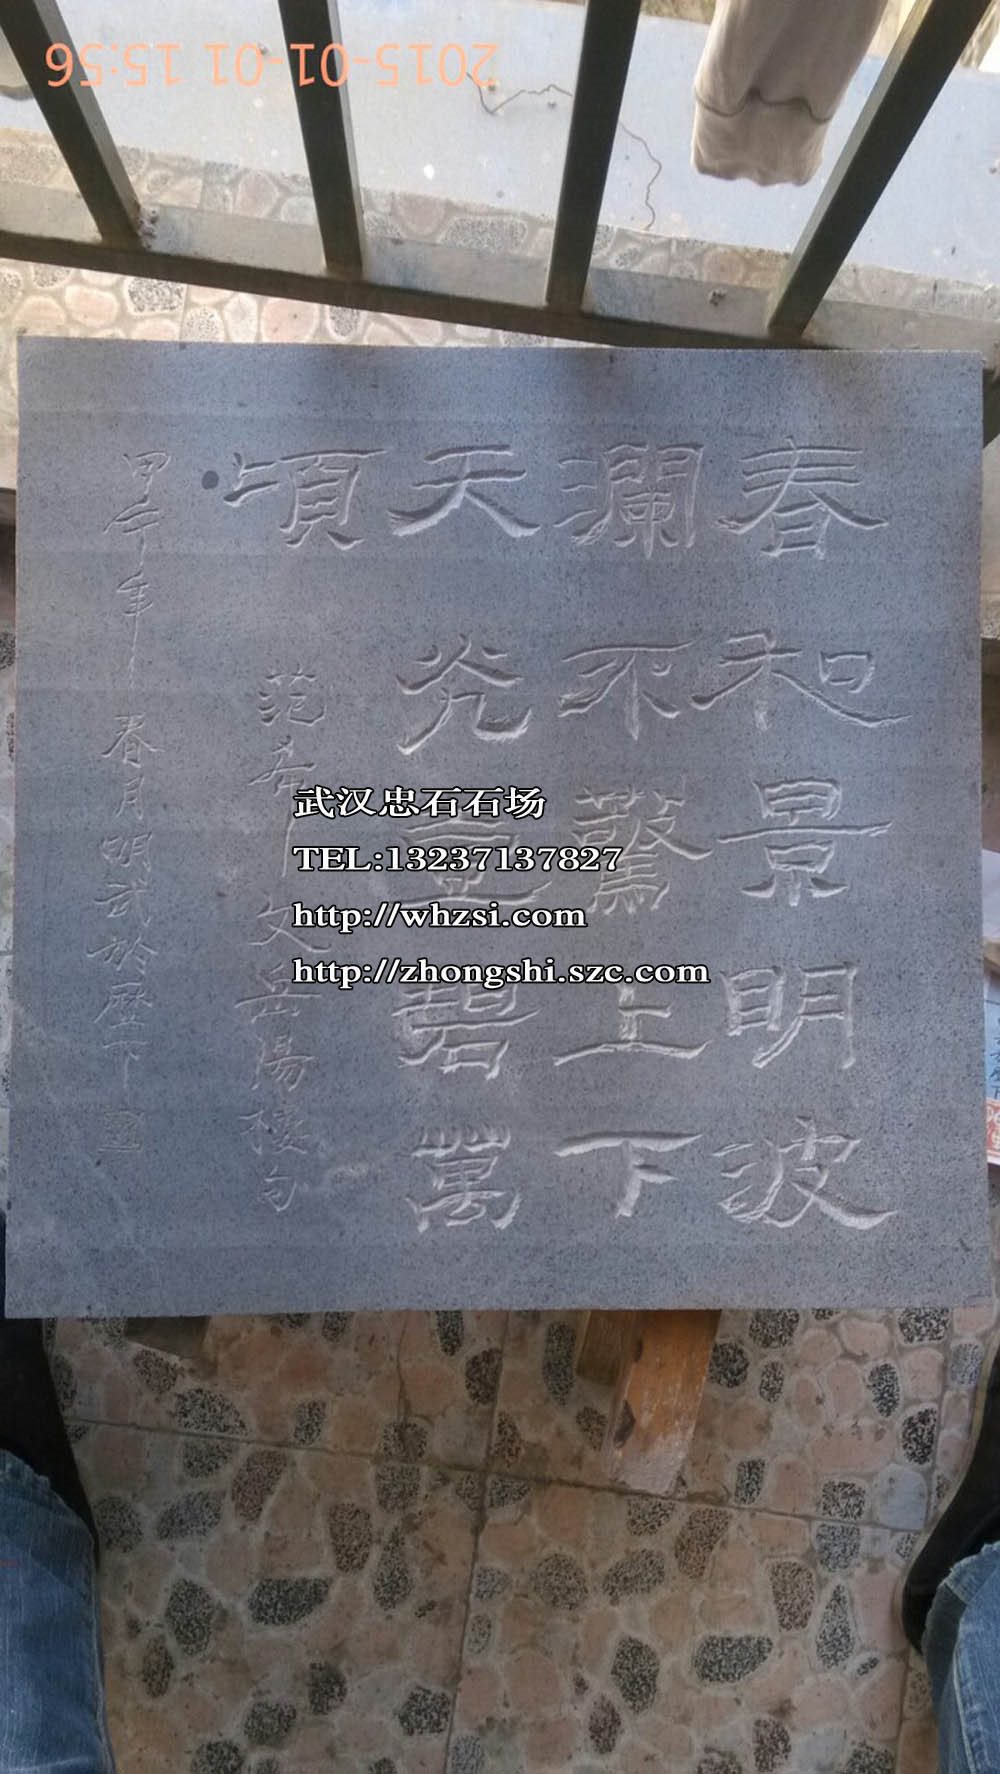 2015-01-01 15:56
春和景明波
瀾不驚上下
天光壹碧萬
頃
范希文岳陽樓句
甲午年春月明武於歷下
武汉忠石石场
TEL:13237137827
http://whzsi.com
http://zhongshi.szc.com